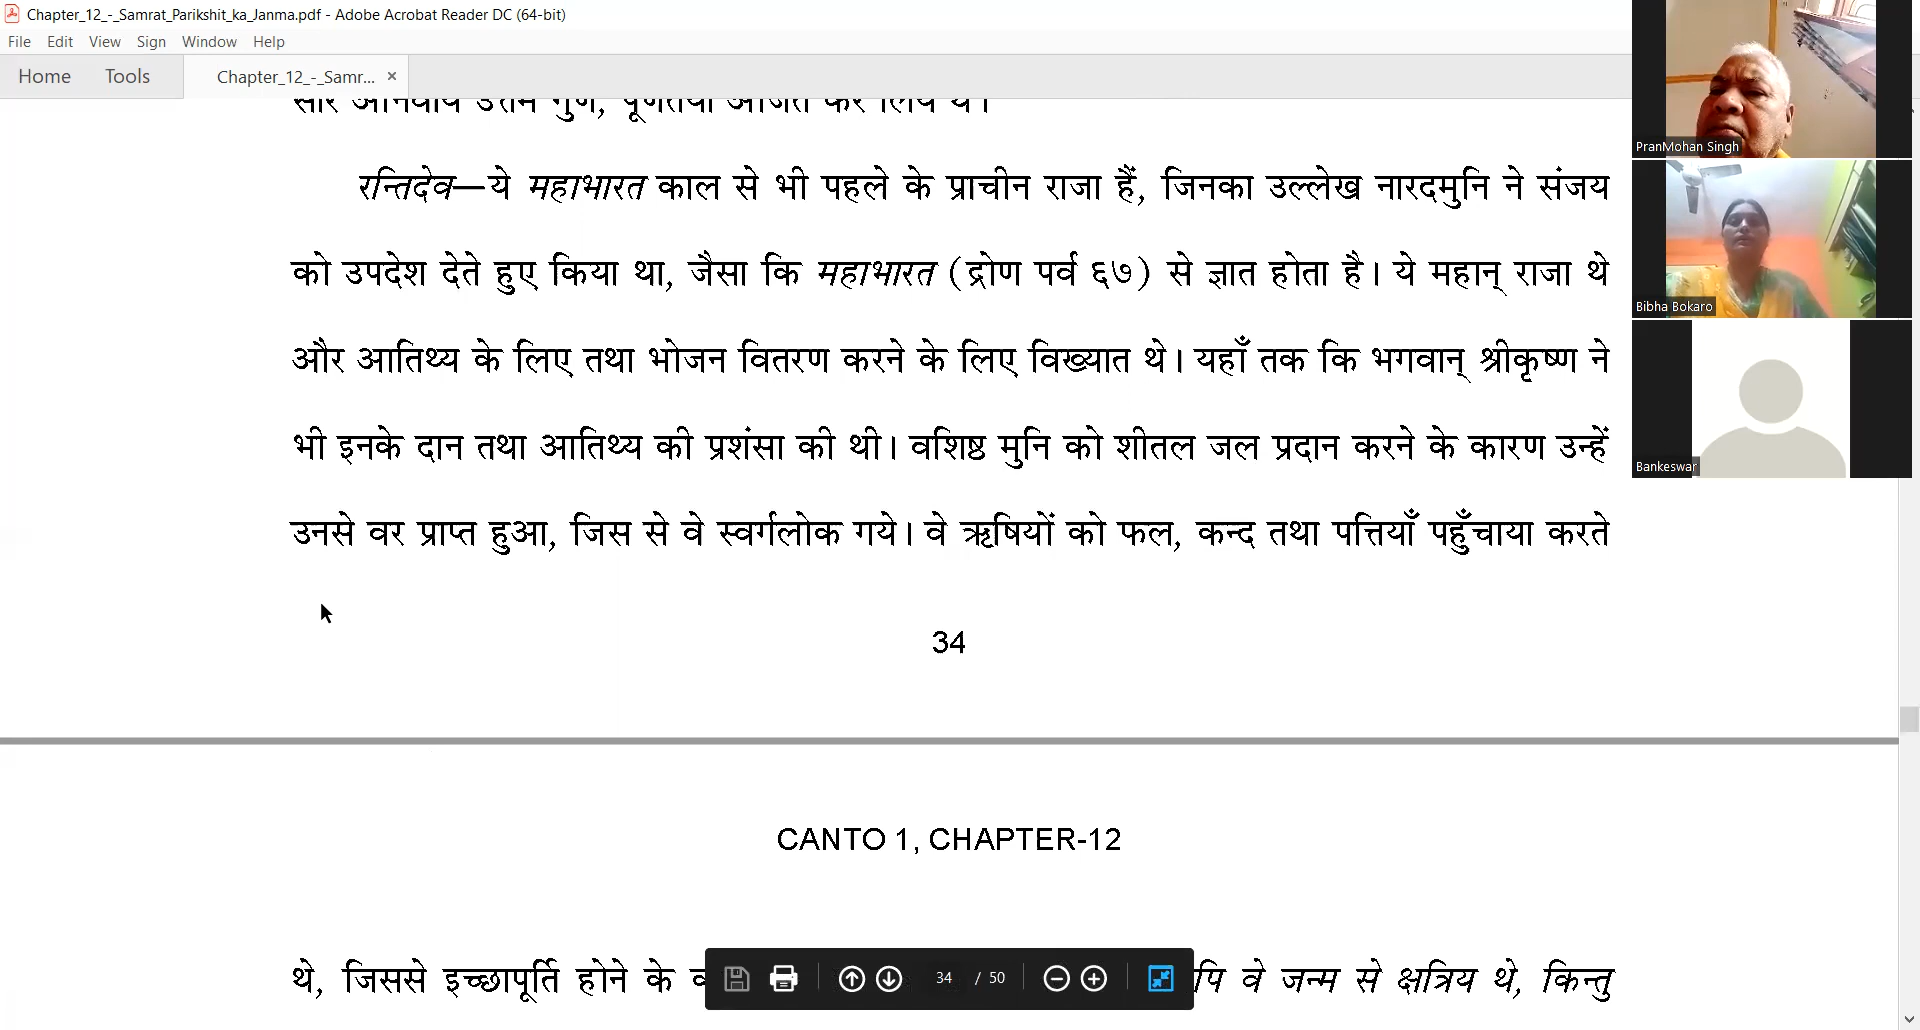 Chapter_12_-_Samrat_Parikshit_ka_Janma.pdf - Adobe Acrobat Reader DC (64-bit)
File Edit View Sign Window Help
Home Tools Chapter_12_-_Samr... ×
रन्तिदेव—ये महाभारत काल से भी पहले के प्राचीन राजा हैं, जिनका उल्लेख नारदमुनि ने संजय
को उपदेश देते हुए किया था, जैसा कि महाभारत (द्रोण पर्व ६७) से ज्ञात होता है। ये महान् राजा थे
और आतिथ्य के लिए तथा भोजन वितरण करने के लिए विख्यात थे। यहाँ तक कि भगवान् श्रीकृष्ण ने
भी इनके दान तथा आतिथ्य की प्रशंसा की थी। वशिष्ठ मुनि को शीतल जल प्रदान करने के कारण उन्हें
उनसे वर प्राप्त हुआ, जिस से वे स्वर्गलोक गये। वे ऋषियों को फल, कन्द तथा पत्तियाँ पहुँचाया करते
34
CANTO 1, CHAPTER-12
थे, जिससे इच्छापूर्ति होने के वे जन्म से क्षत्रिय थे, किन्तु
34 / 50
PranMohan Singh
Bibha Bokaro
Bankeswar